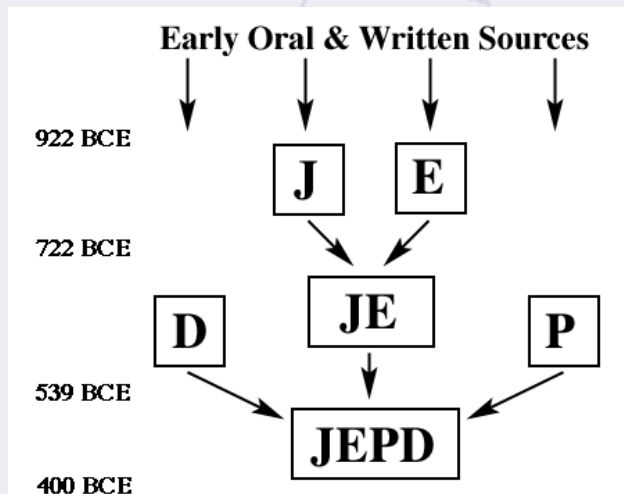 Early Oral & Written Sources
922 BCE
J E
722 BCE
D JE P
539 BCE
JEPD
400 BCE